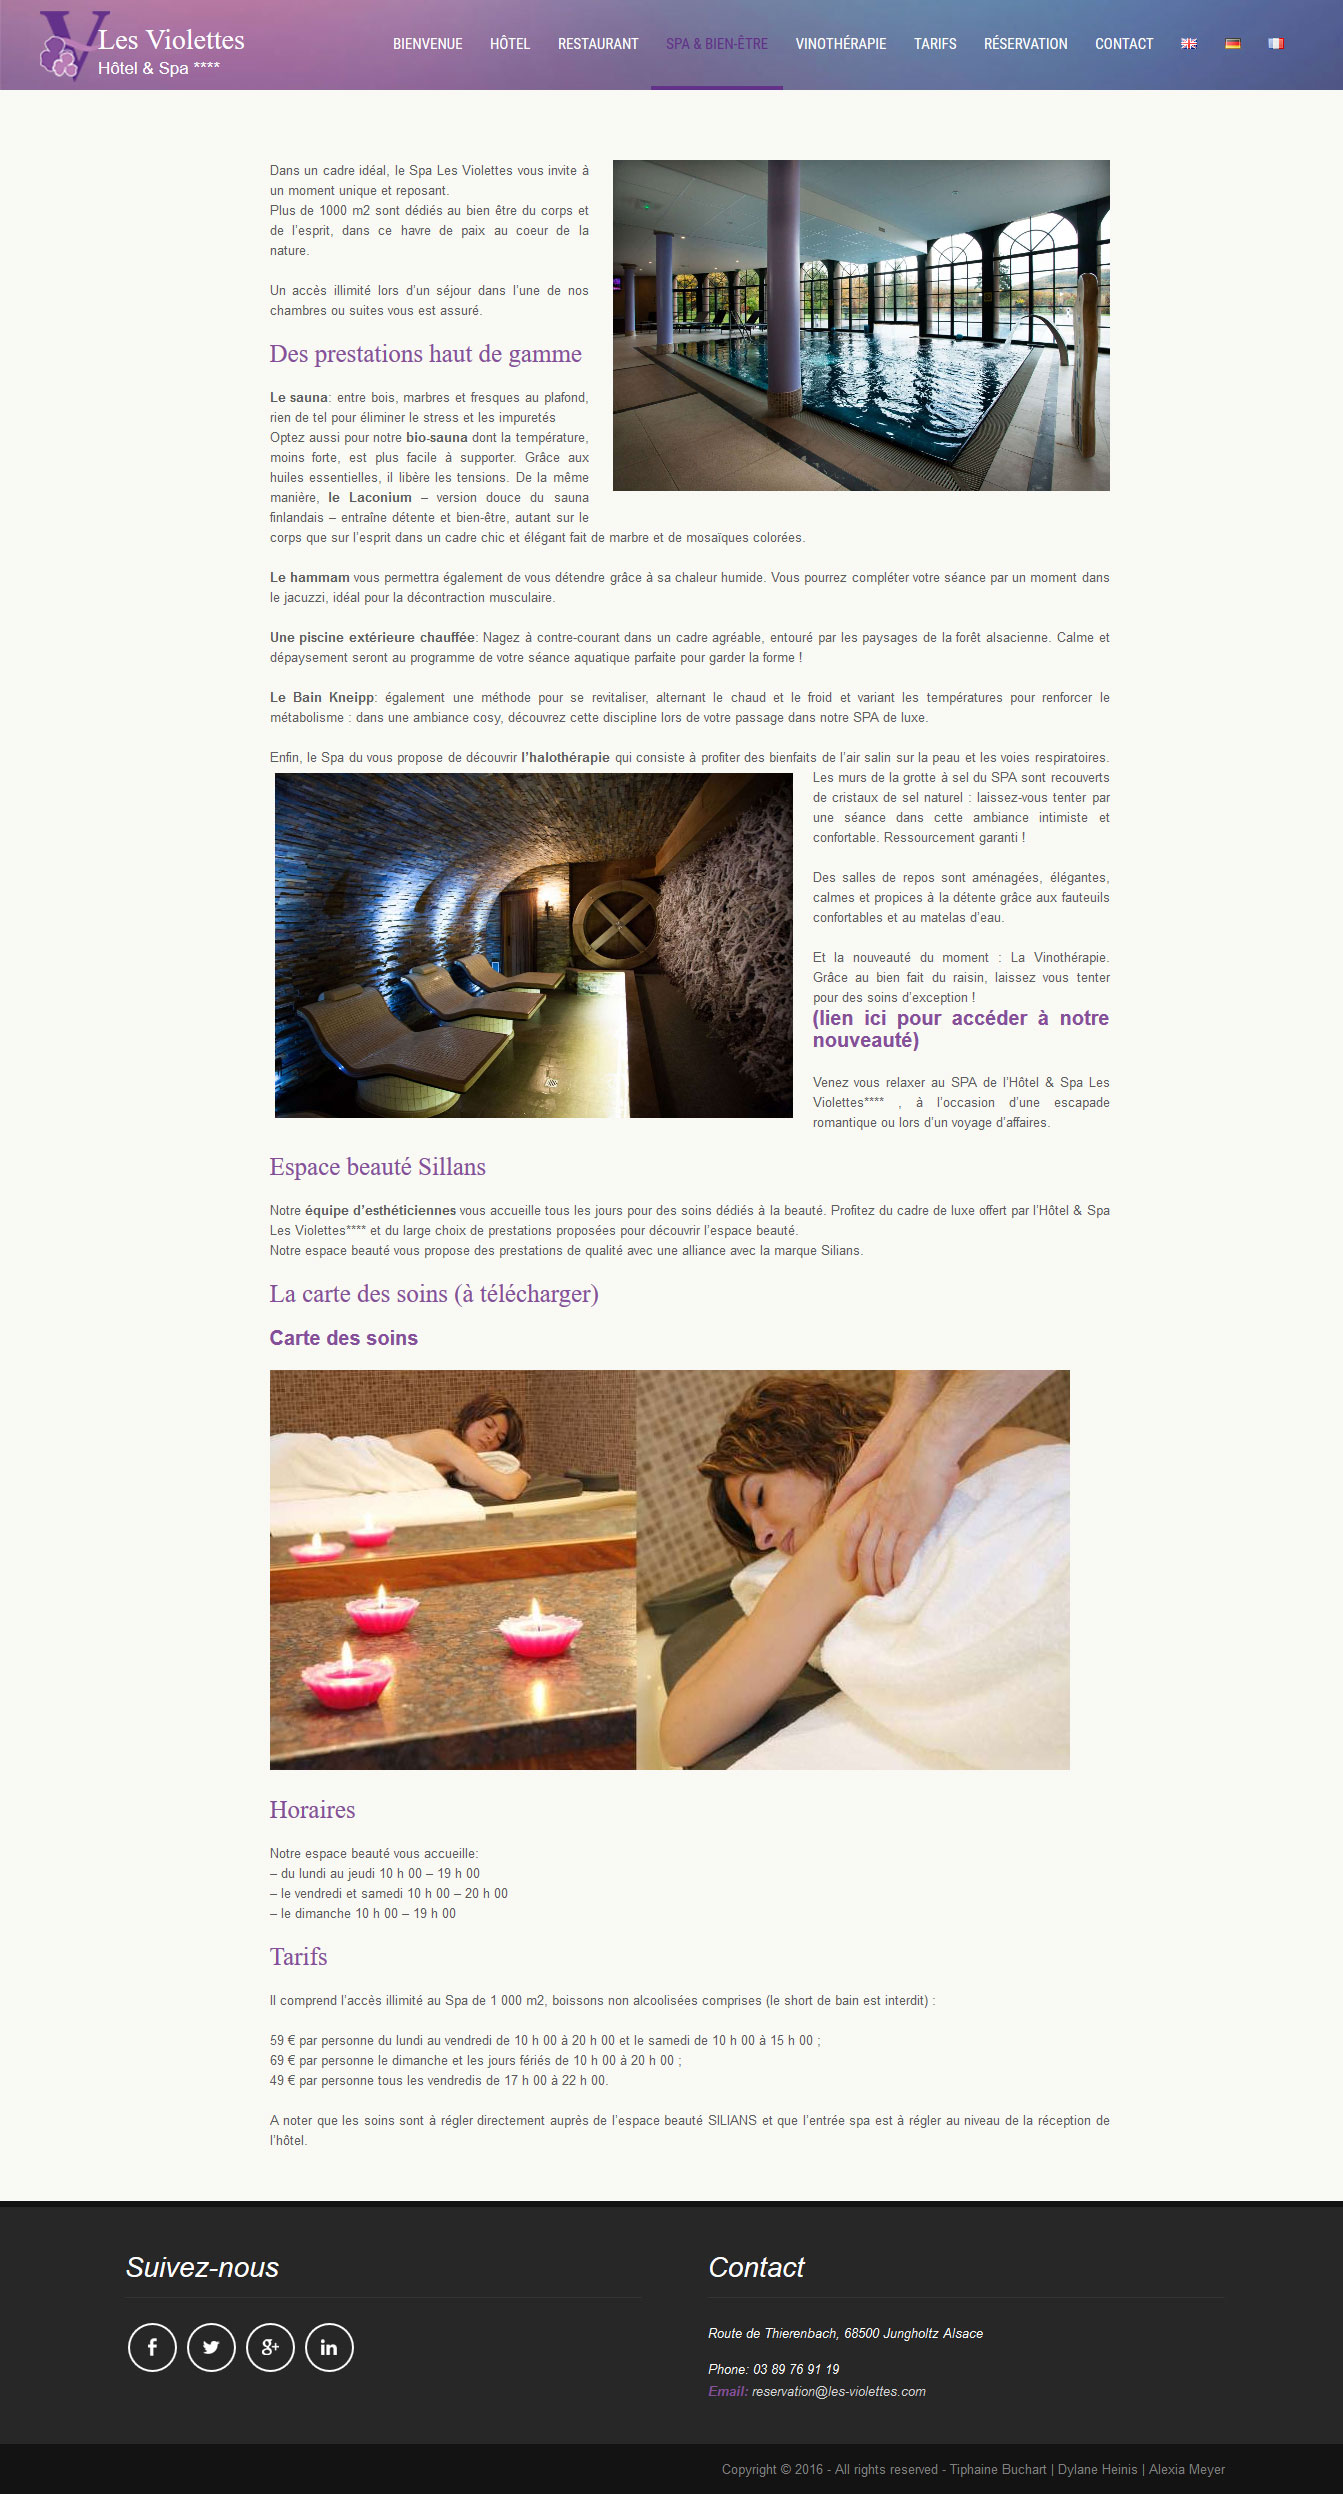 Les Violettes
Hôtel & Spa ****
BIENVENUE HÔTEL RESTAURANT SPA & BIEN-ÊTRE VINOTHÉRAPIE TARIFS RÉSERVATION CONTACT
Dans un cadre idéal, le Spa Les Violettes vous invite à
un moment unique et reposant.
Plus de 1000 m2 sont dédiés au bien être du corps et
de l’esprit, dans ce havre de paix au coeur de la
nature.
Un accès illimité lors d’un séjour dans l’une de nos
chambres ou suites vous est assuré.
Des prestations haut de gamme
Le sauna: entre bois, marbres et fresques au plafond,
rien de tel pour éliminer le stress et les impuretés
Optez aussi pour notre bio-sauna dont la température,
moins forte, est plus facile à supporter. Grâce aux
huiles essentielles, il libère les tensions. De la même
manière, le Laconium – version douce du sauna
finlandais – entraîne détente et bien-être, autant sur le
corps que sur l’esprit dans un cadre chic et élégant fait de marbre et de mosaïques colorées.
Le hammam vous permettra également de vous détendre grâce à sa chaleur humide. Vous pourrez compléter votre séance par un moment dans
le jacuzzi, idéal pour la décontraction musculaire.
Une piscine extérieure chauffée: Nagez à contre-courant dans un cadre agréable, entouré par les paysages de la forêt alsacienne. Calme et
dépaysement seront au programme de votre séance aquatique parfaite pour garder la forme !
Le Bain Kneipp: également une méthode pour se revitaliser, alternant le chaud et le froid et variant les températures pour renforcer le
métabolisme : dans une ambiance cosy, découvrez cette discipline lors de votre passage dans notre SPA de luxe.
Enfin, le Spa du vous propose de découvrir l’halothérapie qui consiste à profiter des bienfaits de l’air salin sur la peau et les voies respiratoires.
Les murs de la grotte à sel du SPA sont recouverts
de cristaux de sel naturel : laissez-vous tenter par
une séance dans cette ambiance intimiste et
confortable. Ressourcement garanti !
Des salles de repos sont aménagées, élégantes,
calmes et propices à la détente grâce aux fauteuils
confortables et au matelas d’eau.
Et la nouveauté du moment : La Vinothérapie.
Grâce au bien fait du raisin, laissez vous tenter
pour des soins d’exception !
(lien ici pour accéder à notre
nouveauté)
Venez vous relaxer au SPA de l’Hôtel & Spa Les
Violettes**** , à l’occasion d’une escapade
romantique ou lors d’un voyage d’affaires.
Espace beauté Sillans
Notre équipe d’esthéticiennes vous accueille tous les jours pour des soins dédiés à la beauté. Profitez du cadre de luxe offert par l’Hôtel & Spa
Les Violettes**** et du large choix de prestations proposées pour découvrir l’espace beauté.
Notre espace beauté vous propose des prestations de qualité avec une alliance avec la marque Silians.
La carte des soins (à télécharger)
Carte des soins
Horaires
Notre espace beauté vous accueille:
– du lundi au jeudi 10 h 00 – 19 h 00
– le vendredi et samedi 10 h 00 – 20 h 00
– le dimanche 10 h 00 – 19 h 00
Tarifs
Il comprend l’accès illimité au Spa de 1 000 m2, boissons non alcoolisées comprises (le short de bain est interdit) :
59 € par personne du lundi au vendredi de 10 h 00 à 20 h 00 et le samedi de 10 h 00 à 15 h 00 ;
69 € par personne le dimanche et les jours fériés de 10 h 00 à 20 h 00 ;
49 € par personne tous les vendredis de 17 h 00 à 22 h 00.
A noter que les soins sont à régler directement auprès de l’espace beauté SILIANS et que l’entrée spa est à régler au niveau de la réception de
l’hôtel.
Suivez-nous
Contact
Route de Thierenbach, 68500 Jungholtz Alsace
Phone: 03 89 76 91 19
Email: reservation@les-violettes.com
Copyright © 2016 - All rights reserved - Tiphaine Buchart | Dylane Heinis | Alexia Meyer